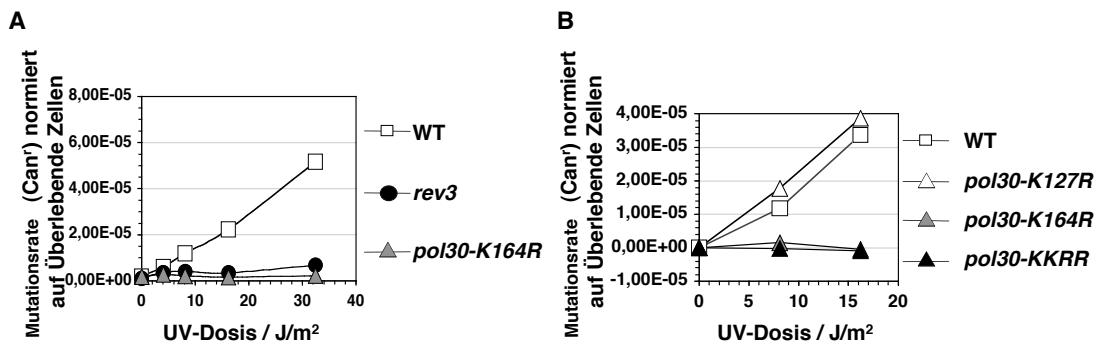 A
Mutationsrate (Canʳ) normiert
auf Überlebende Zellen
8,00E-05
6,00E-05
4,00E-05
2,00E-05
0,00E+00
0 10 20 30 40
UV-Dosis / J/m²
WT
rev3
pol30-K164R
B
Mutationsrate (Canʳ) normiert
auf Überlebende Zellen
4,00E-05
3,00E-05
2,00E-05
1,00E-05
0,00E+00
-1,00E-05
0 5 10 15 20
UV-Dosis / J/m²
WT
pol30-K127R
pol30-K164R
pol30-KKRR